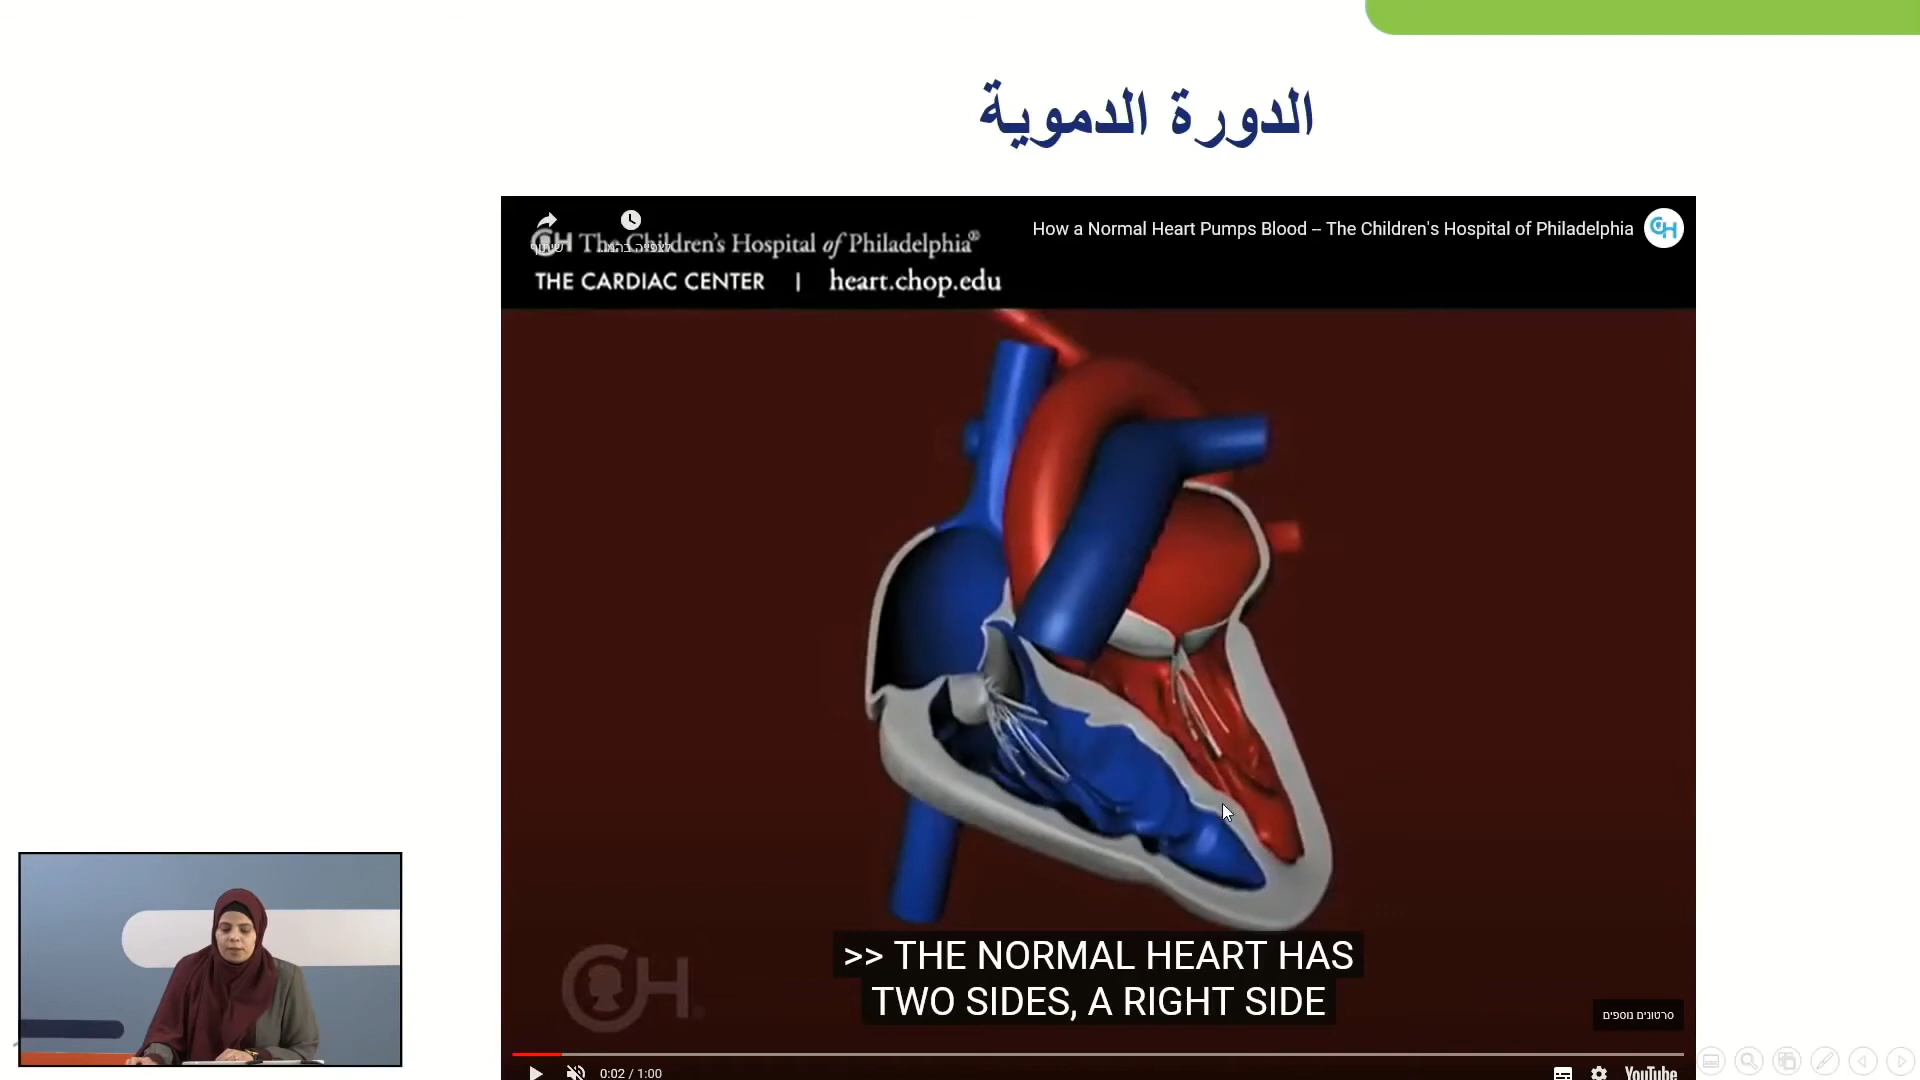 الدورة الدموية
How a Normal Heart Pumps Blood – The Children's Hospital of Philadelphia
The Children's Hospital of Philadelphia®
THE CARDIAC CENTER | heart.chop.edu
>> THE NORMAL HEART HAS
TWO SIDES, A RIGHT SIDE
סרטונים נוספים
0:02 / 1:00
YouTube